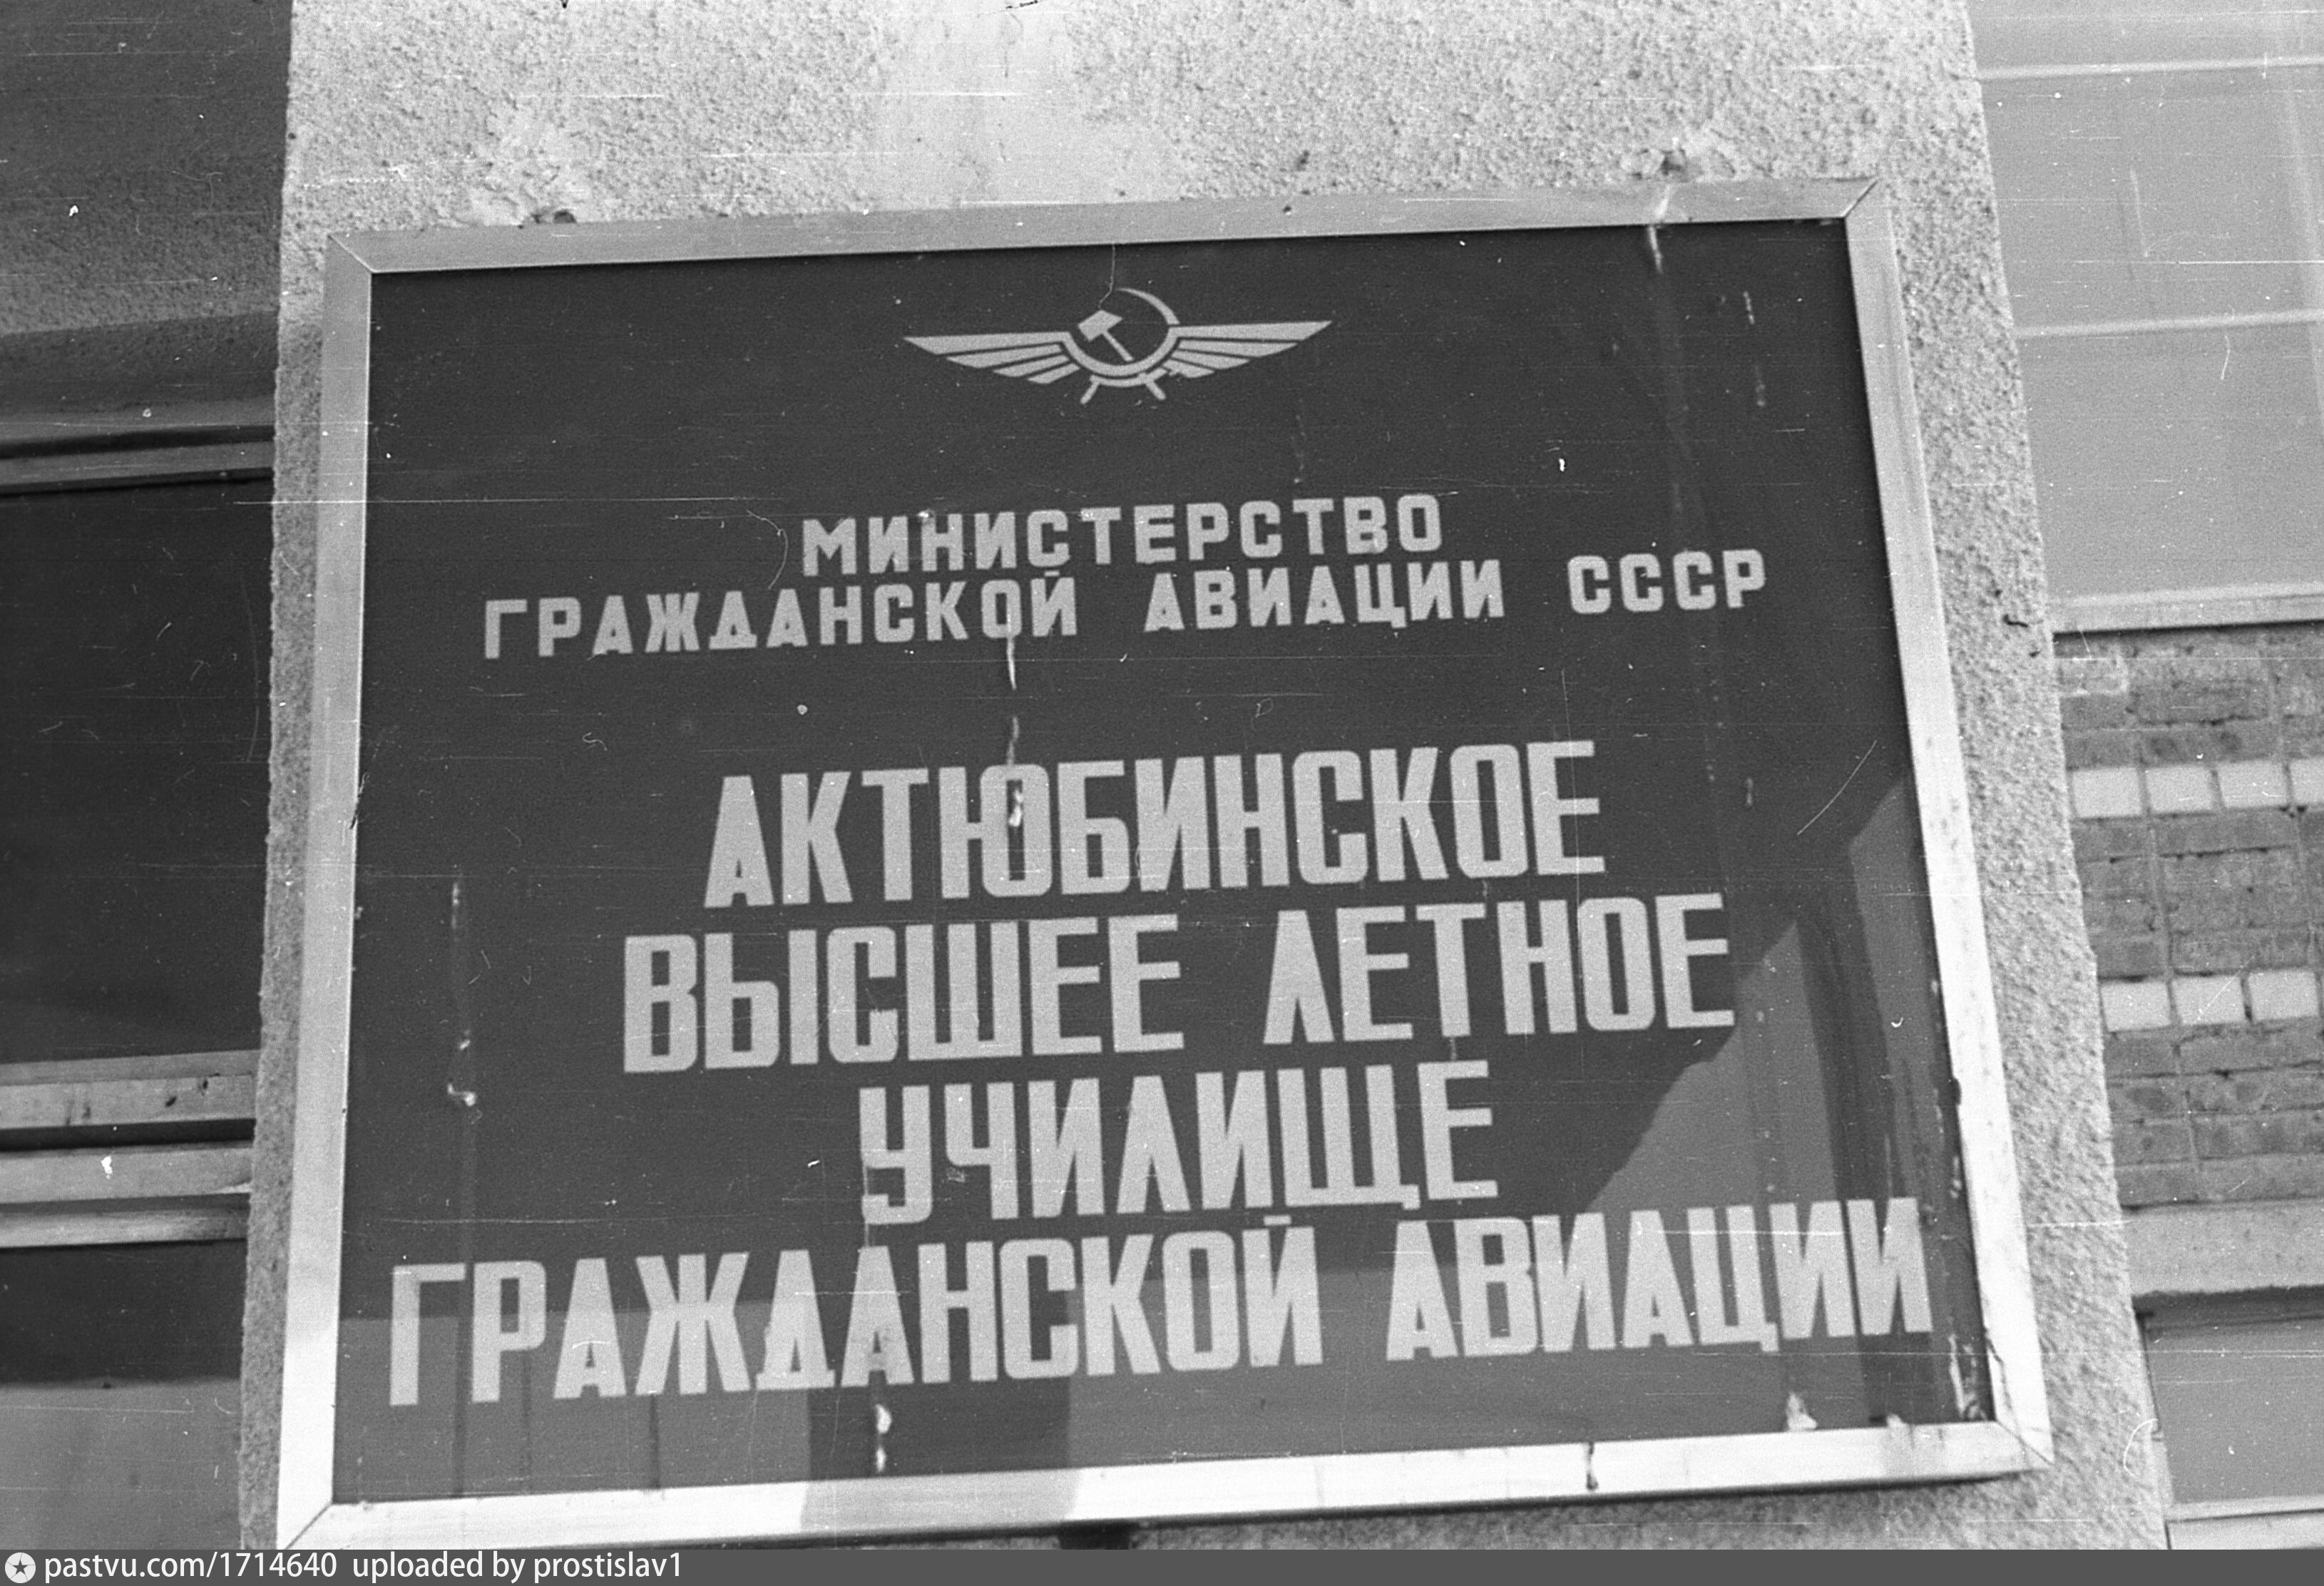 МИНИСТЕРСТВО
ГРАЖДАНСКОЙ АВИАЦИИ СССР
АКТЮБИНСКОЕ
ВЫСШЕЕ ЛЕТНОЕ
УЧИЛИЩЕ
ГРАЖДАНСКОЙ АВИАЦИИ
pastvu.com/1714640 uploaded by prostislav1